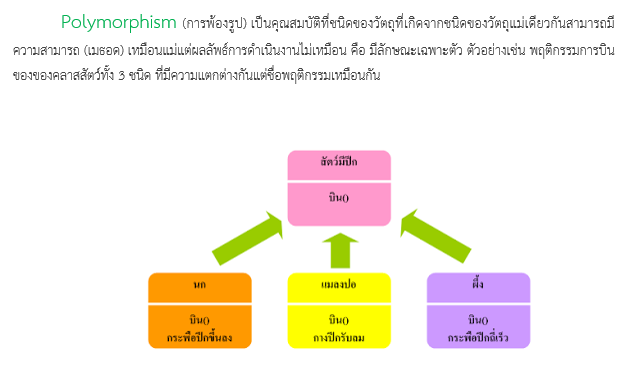 Polymorphism (การพ้องรูป) เป็นคุณสมบัติที่ชนิดของวัตถุที่เกิดจากชนิดของวัตถุแม่เดียวกันสามารถมี
ความสามารถ (เมธอด) เหมือนแม่แต่ผลลัพธ์การดำเนินงานไม่เหมือน คือ มีลักษณะเฉพาะตัว ตัวอย่างเช่น พฤติกรรมการบิน
ของของคลาสสัตว์ทั้ง 3 ชนิด ที่มีความแตกต่างกันแต่ชื่อพฤติกรรมเหมือนกัน
สัตว์มีปีก
บิน()
นก
บิน()
กระพือปีกขึ้นลง
แมลงปอ
บิน()
กางปีกรับลม
ผึ้ง
บิน()
กระพือปีกถี่เร็ว